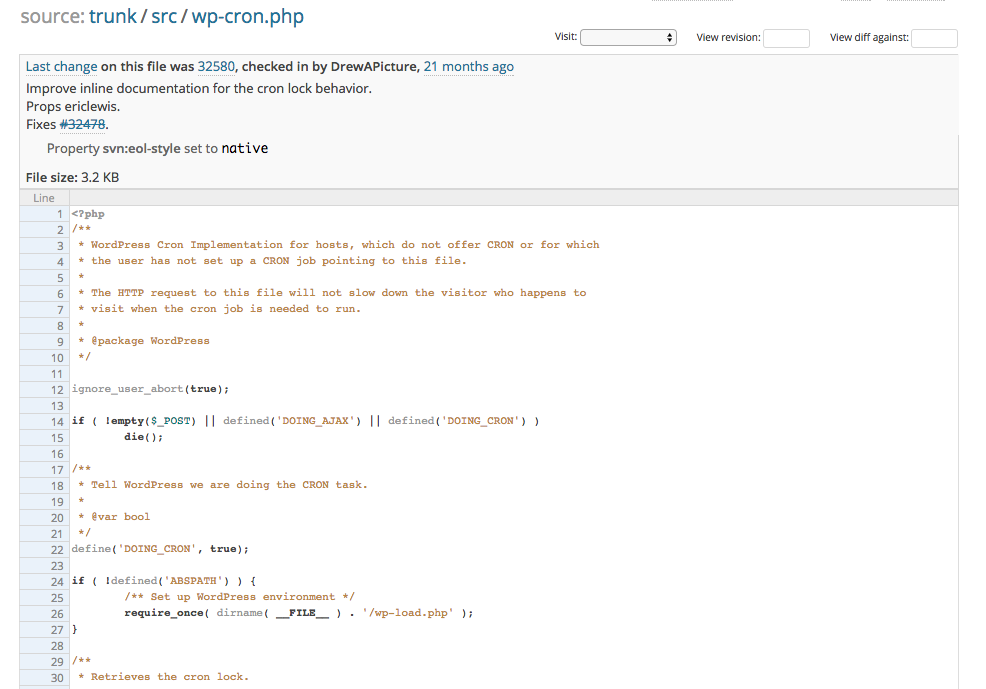 source: trunk / src / wp-cron.php
Visit: View revision: View diff against:
Last change on this file was 32580, checked in by DrewAPicture, 21 months ago
Improve inline documentation for the cron lock behavior.
Props ericlewis.
Fixes #32478.
Property svn:eol-style set to native
File size: 3.2 KB
Line
1 <?php
2 /**
3  * WordPress Cron Implementation for hosts, which do not offer CRON or for which
4  * the user has not set up a CRON job pointing to this file.
5  *
6  * The HTTP request to this file will not slow down the visitor who happens to
7  * visit when the cron job is needed to run.
8  *
9  * @package WordPress
10  */
11
12 ignore_user_abort(true);
13
14 if ( !empty($_POST) || defined('DOING_AJAX') || defined('DOING_CRON') )
15         die();
16
17 /**
18  * Tell WordPress we are doing the CRON task.
19  *
20  * @var bool
21  */
22 define('DOING_CRON', true);
23
24 if ( !defined('ABSPATH') ) {
25         /** Set up WordPress environment */
26         require_once( dirname( __FILE__ ) . '/wp-load.php' );
27 }
28
29 /**
30  * Retrieves the cron lock.